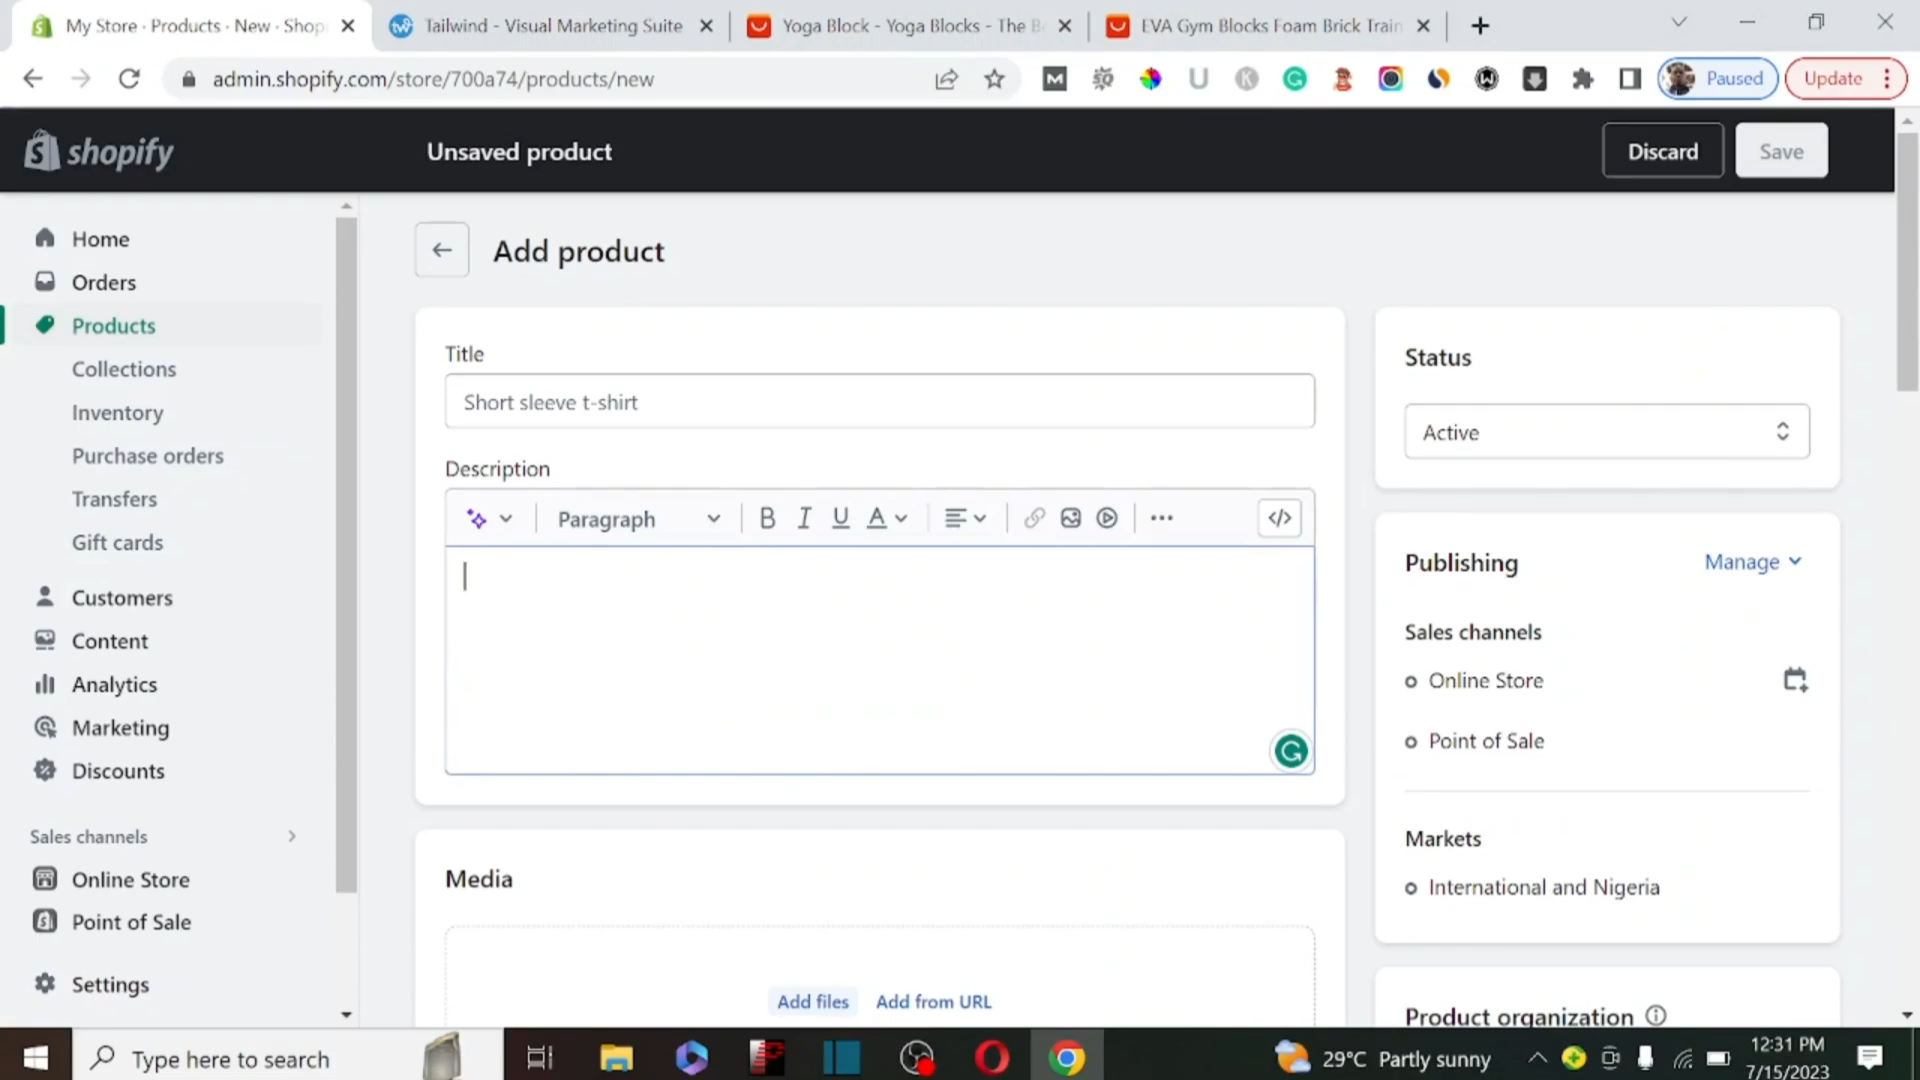 My Store · Products · New · Shop
Tailwind - Visual Marketing Suite
Yoga Block - Yoga Blocks - The B
EVA Gym Blocks Foam Brick Train
admin.shopify.com/store/700a74/products/new
Paused
Update
shopify
Unsaved product
Discard
Save
Home
Orders
Products
Collections
Inventory
Purchase orders
Transfers
Gift cards
Customers
Content
Analytics
Marketing
Discounts
Sales channels
Online Store
Point of Sale
Settings
Add product
Title
Short sleeve t-shirt
Description
Paragraph
B I U A
Media
Add files
Add from URL
Status
Active
Publishing
Manage
Sales channels
Online Store
Point of Sale
Markets
International and Nigeria
Product organization
Type here to search
29°C Partly sunny
12:31 PM
7/15/2023